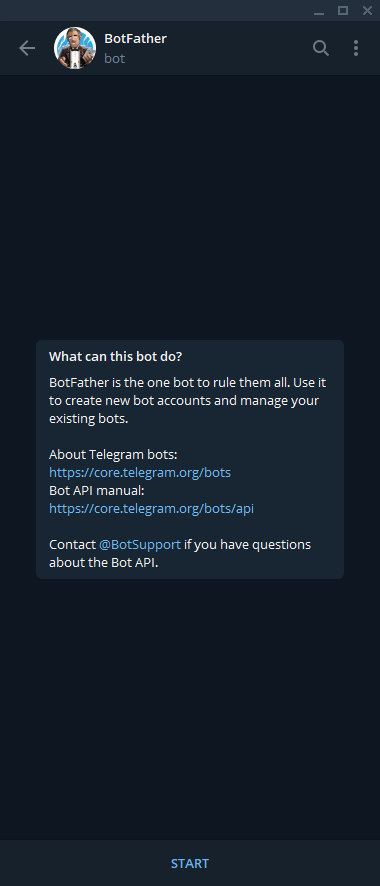 BotFather
bot
What can this bot do?
BotFather is the one bot to rule them all. Use it
to create new bot accounts and manage your
existing bots.
About Telegram bots:
https://core.telegram.org/bots
Bot API manual:
https://core.telegram.org/bots/api
Contact @BotSupport if you have questions
about the Bot API.
START